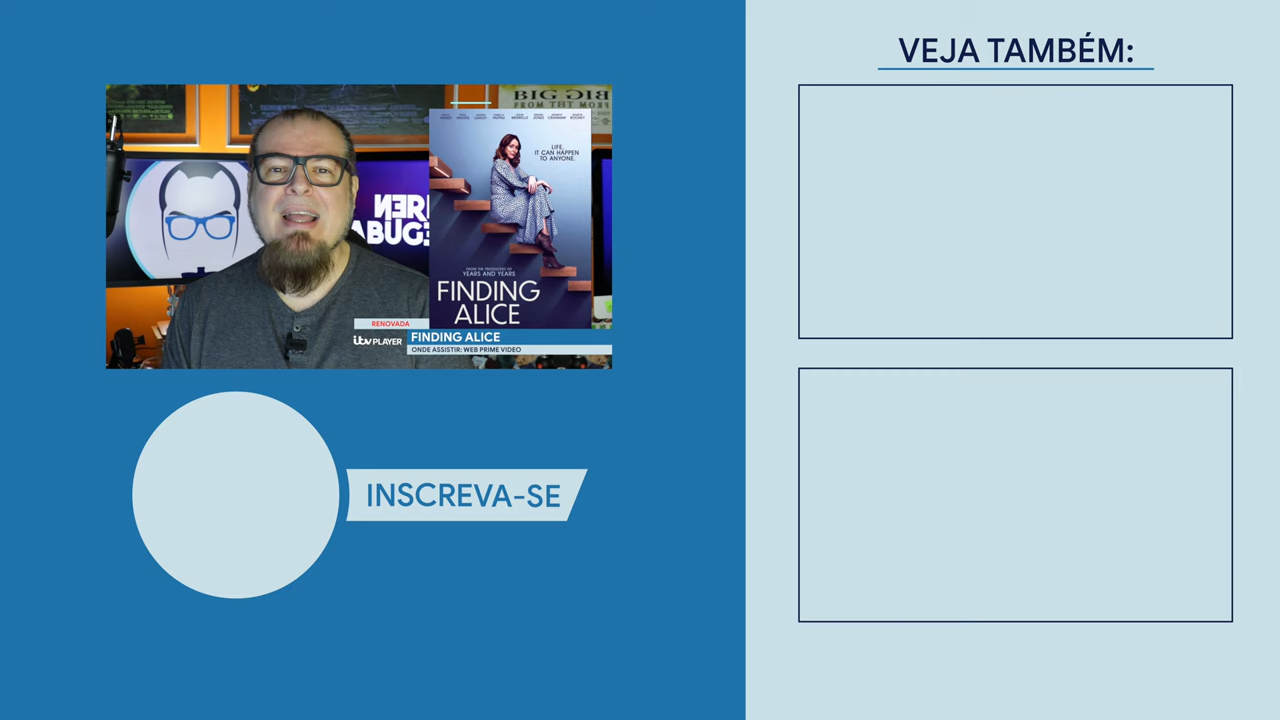 VEJA TAMBÉM:
BIG BIG
FROM THE
LIFE,
IT CAN HAPPEN
TO ANYONE.
FROM THE PRODUCERS OF
YEARS AND YEARS
FINDING
ALICE
RENOVADA
itv PLAYER
FINDING ALICE
ONDE ASSISTIR: WEB PRIME VIDEO
INSCREVA-SE